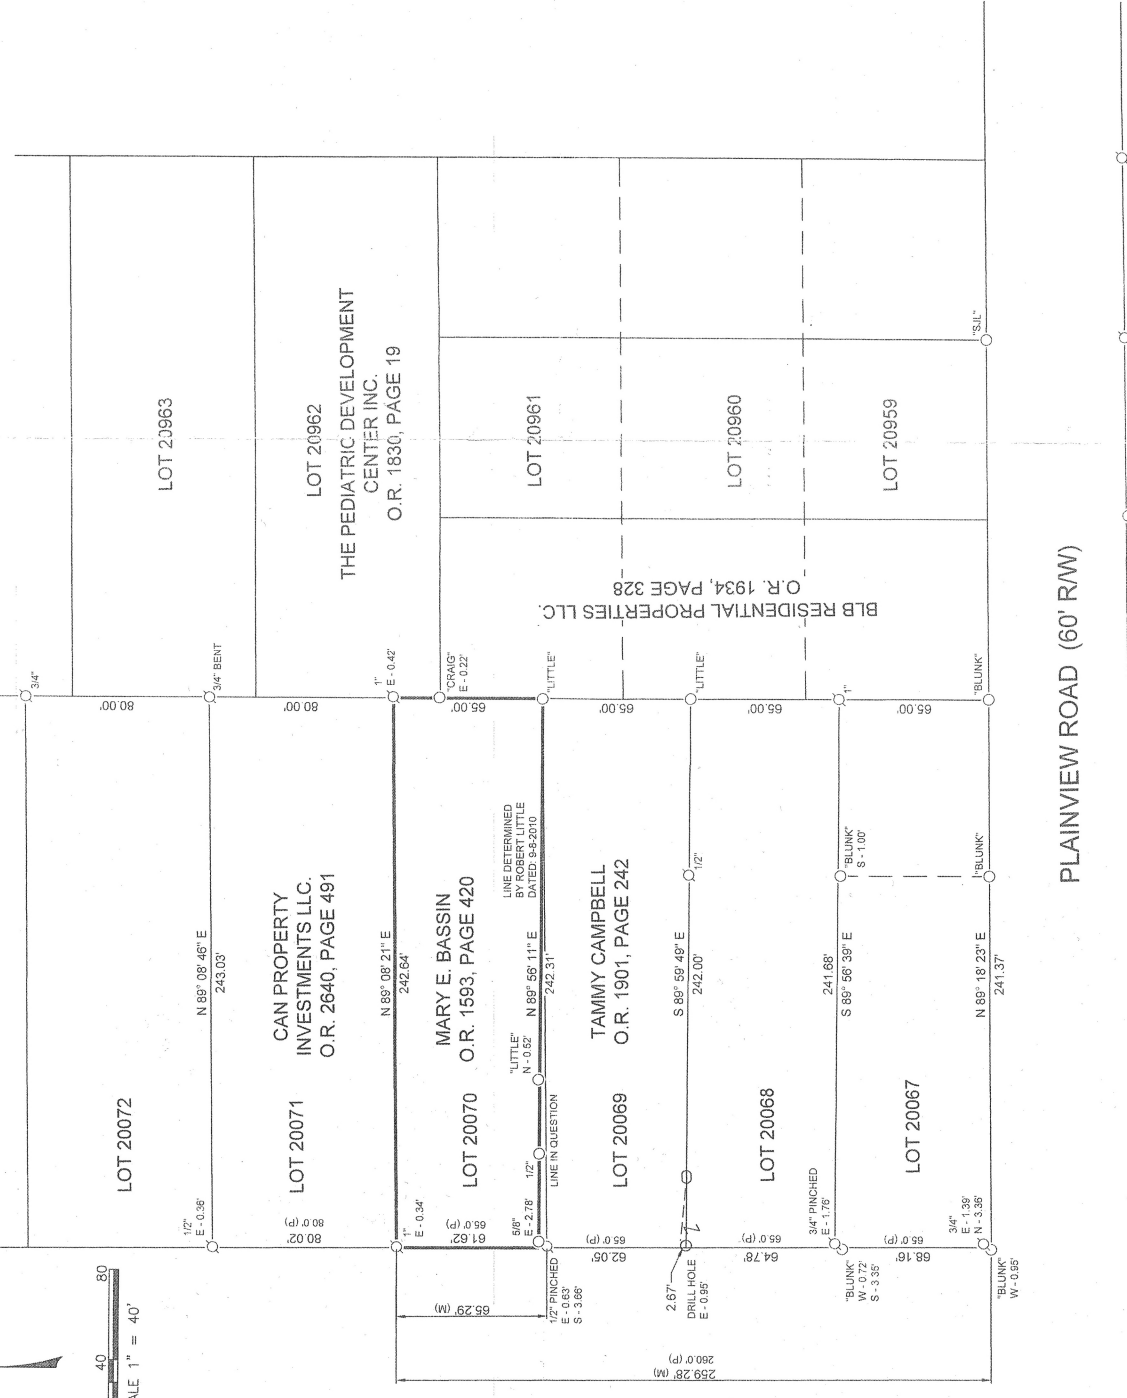 3/4"
80.00'
3/4" BENT
80.00'
1"
E - 0.42'
"CRAIG"
E - 0.22'
65.00'
"LITTLE"
65.00'
"LITTLE"
65.00'
1"
65.00'
"BLUNK"
LOT 20963
LOT 20962
THE PEDIATRIC DEVELOPMENT
CENTER INC.
O.R. 1830, PAGE 19
LOT 20961
LOT 20960
LOT 20959
"SJL"
BLB RESIDENTIAL PROPERTIES LLC.
O.R. 1934, PAGE 328
PLAINVIEW ROAD (60' R/W)
LOT 20072
N 89° 08' 46" E
243.03'
CAN PROPERTY
INVESTMENTS LLC.
O.R. 2640, PAGE 491
LOT 20071
N 89° 08' 21" E
242.64'
MARY E. BASSIN
O.R. 1593, PAGE 420
LOT 20070
LINE DETERMINED
BY ROBERT LITTLE
DATED: 9-8-2010
N 89° 56' 11" E
242.31'
"LITTLE"
N - 0.52'
1/2"
LINE IN QUESTION
TAMMY CAMPBELL
O.R. 1901, PAGE 242
LOT 20069
1/2"
S 89° 59' 49" E
242.00'
LOT 20068
"BLUNK"
S - 1.00'
241.68'
S 89° 56' 39" E
LOT 20067
"BLUNK"
N 89° 18' 23" E
241.37'
1/2"
E - 0.36'
80.02'
80.0' (P)
1"
E - 0.34'
61.62'
65.0' (P)
5/8"
E - 2.78'
65.29' (M)
1/2" PINCHED
E - 0.63'
S - 3.66'
62.05'
65.0' (P)
2.67'
DRILL HOLE
E - 0.95'
64.78'
65.0' (P)
3/4" PINCHED
E - 1.76'
"BLUNK"
W - 0.72'
S - 3.35'
68.16'
65.0' (P)
3/4"
E - 1.39'
N - 3.36'
"BLUNK"
W - 0.95'
259.28' (M)
260.0' (P)
40
80
ALE 1" = 40'